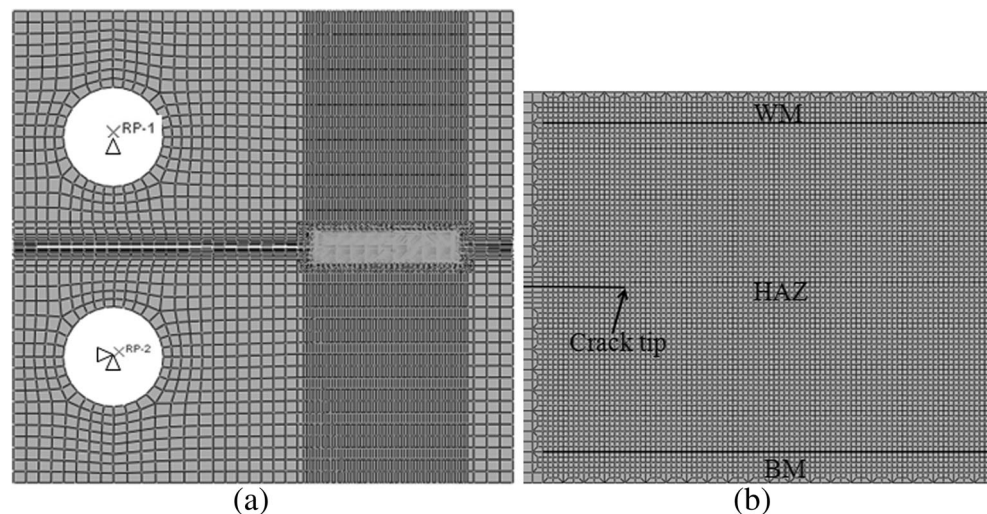 RP-1
RP-2
(a)
WM
HAZ
Crack tip
BM
(b)